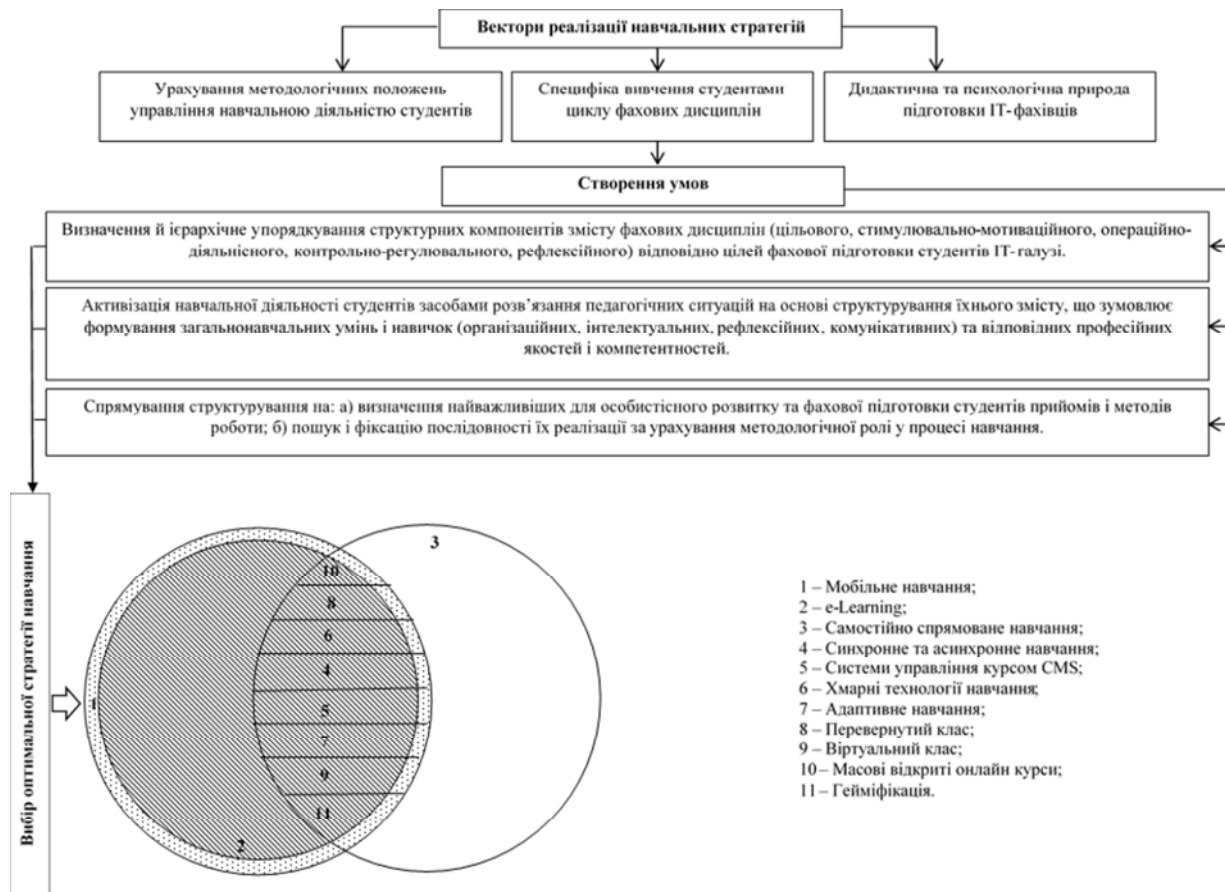 Вектори реалізації навчальних стратегій
Урахування методологічних положень
управління навчальною діяльністю студентів
Специфіка вивчення студентами
циклу фахових дисциплін
Дидактична та психологічна природа
підготовки ІТ-фахівців
Створення умов
Визначення й ієрархічне упорядкування структурних компонентів змісту фахових дисциплін (цільового, стимулювально-мотиваційного, операційно-
діяльнісного, контрольно-регулювального, рефлексійного) відповідно цілей фахової підготовки студентів ІТ-галузі.
Активізація навчальної діяльності студентів засобами розв'язання педагогічних ситуацій на основі структурування їхнього змісту, що зумовлює
формування загальнонавчальних умінь і навичок (організаційних, інтелектуальних, рефлексійних, комунікативних) та відповідних професійних
якостей і компетентностей.
Спрямування структурування на: а) визначення найважливіших для особистісного розвитку та фахової підготовки студентів прийомів і методів
роботи; б) пошук і фіксацію послідовності їх реалізації за урахування методологічної ролі у процесі навчання.
Вибір оптимальної стратегії навчання
3
10
8
6
4
1
5
7
9
11
2
1 – Мобільне навчання;
2 – e-Learning;
3 – Самостійно спрямоване навчання;
4 – Синхронне та асинхронне навчання;
5 – Системи управління курсом CMS;
6 – Хмарні технології навчання;
7 – Адаптивне навчання;
8 – Перевернутий клас;
9 – Віртуальний клас;
10 – Масові відкриті онлайн курси;
11 – Гейміфікація.